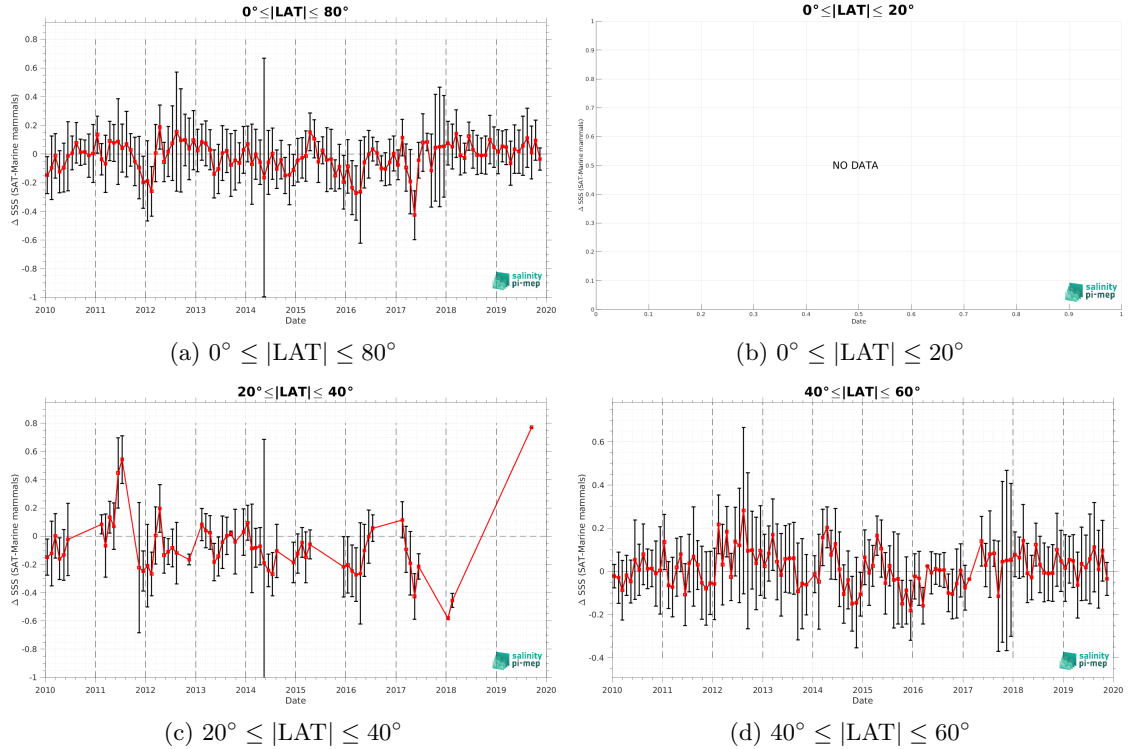 0°≤|LAT|≤ 80°
Δ SSS (SAT-Marine mammals)
0.8
0.6
0.4
0.2
0
-0.2
-0.4
-0.6
-0.8
-1
2010 2011 2012 2013 2014 2015 2016 2017 2018 2019 2020
Date
salinity
pi-mep
(a) 0° ≤ |LAT| ≤ 80°
0°≤|LAT|≤ 20°
Δ SSS (SAT-Marine mammals)
1
0.9
0.8
0.7
0.6
0.5
0.4
0.3
0.2
0.1
0
NO DATA
0 0.1 0.2 0.3 0.4 0.5 0.6 0.7 0.8 0.9 1
Date
salinity
pi-mep
(b) 0° ≤ |LAT| ≤ 20°
20°≤|LAT|≤ 40°
Δ SSS (SAT-Marine mammals)
0.8
0.6
0.4
0.2
0
-0.2
-0.4
-0.6
-0.8
-1
2010 2011 2012 2013 2014 2015 2016 2017 2018 2019 2020
Date
salinity
pi-mep
(c) 20° ≤ |LAT| ≤ 40°
40°≤|LAT|≤ 60°
Δ SSS (SAT-Marine mammals)
0.6
0.4
0.2
0
-0.2
-0.4
2010 2011 2012 2013 2014 2015 2016 2017 2018 2019 2020
Date
salinity
pi-mep
(d) 40° ≤ |LAT| ≤ 60°